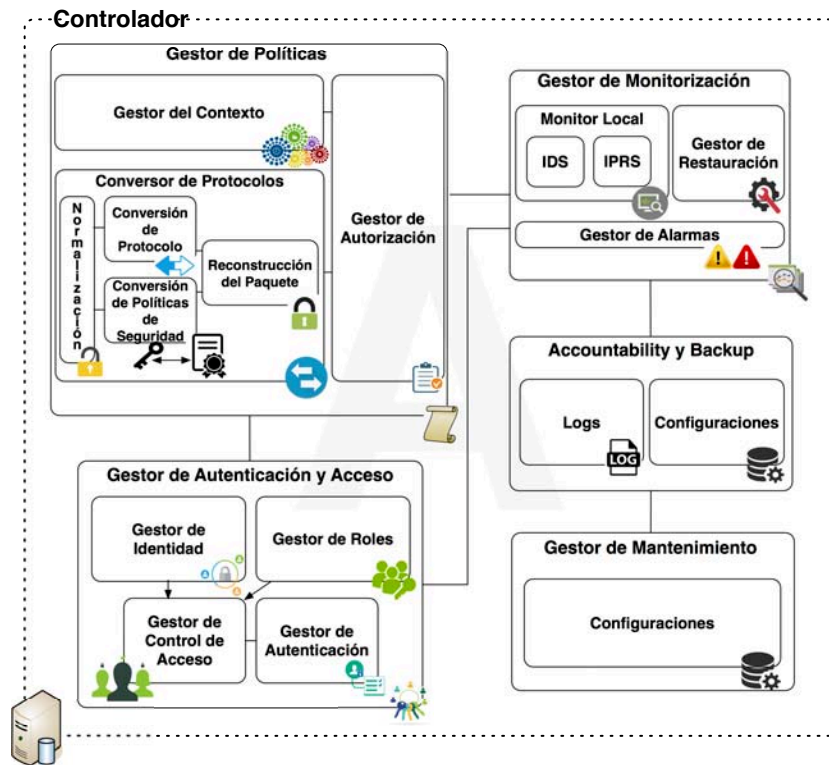 Controlador
Gestor de Políticas
Gestor del Contexto
Conversor de Protocolos
Normalización
Conversión
de
Protocolo
Conversión
de Políticas
de
Seguridad
Reconstrucción
del Paquete
Gestor de
Autorización
Gestor de Monitorización
Monitor Local
IDS
IPRS
Gestor de
Restauración
Gestor de Alarmas
Accountability y Backup
Logs
LOG
Configuraciones
Gestor de Autenticación y Acceso
Gestor de
Identidad
Gestor de Roles
Gestor de
Control de
Acceso
Gestor de
Autenticación
Gestor de Mantenimiento
Configuraciones